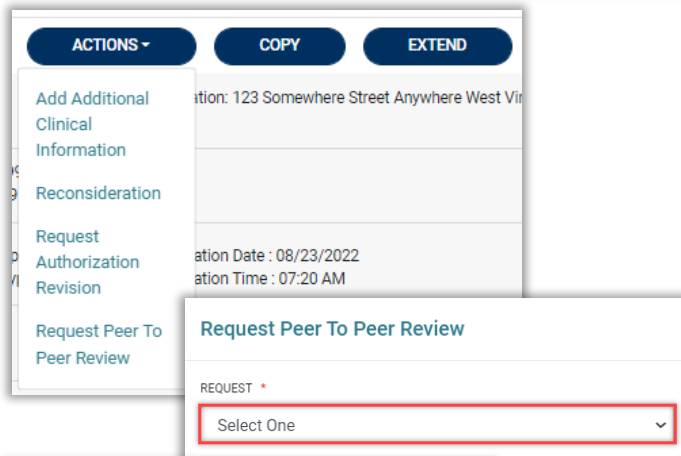 ACTIONS COPY EXTEND
Add Additional
Clinical
Information
ation: 123 Somewhere Street Anywhere West Vir
Reconsideration
Request
Authorization
Revision
ation Date : 08/23/2022
ation Time : 07:20 AM
Request Peer To
Peer Review
Request Peer To Peer Review
REQUEST *
Select One